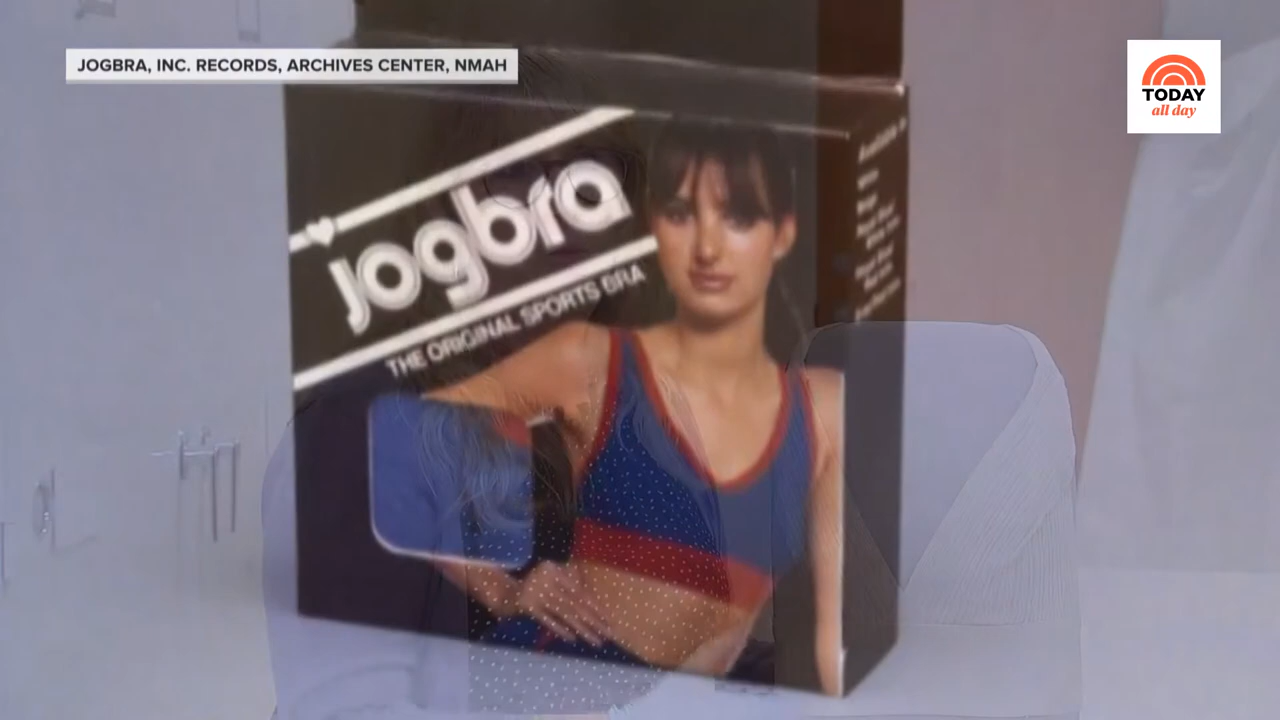 JOGBRA, INC. RECORDS, ARCHIVES CENTER, NMAH
TODAY
all day
jogbra
THE ORIGINAL SPORTS BRA